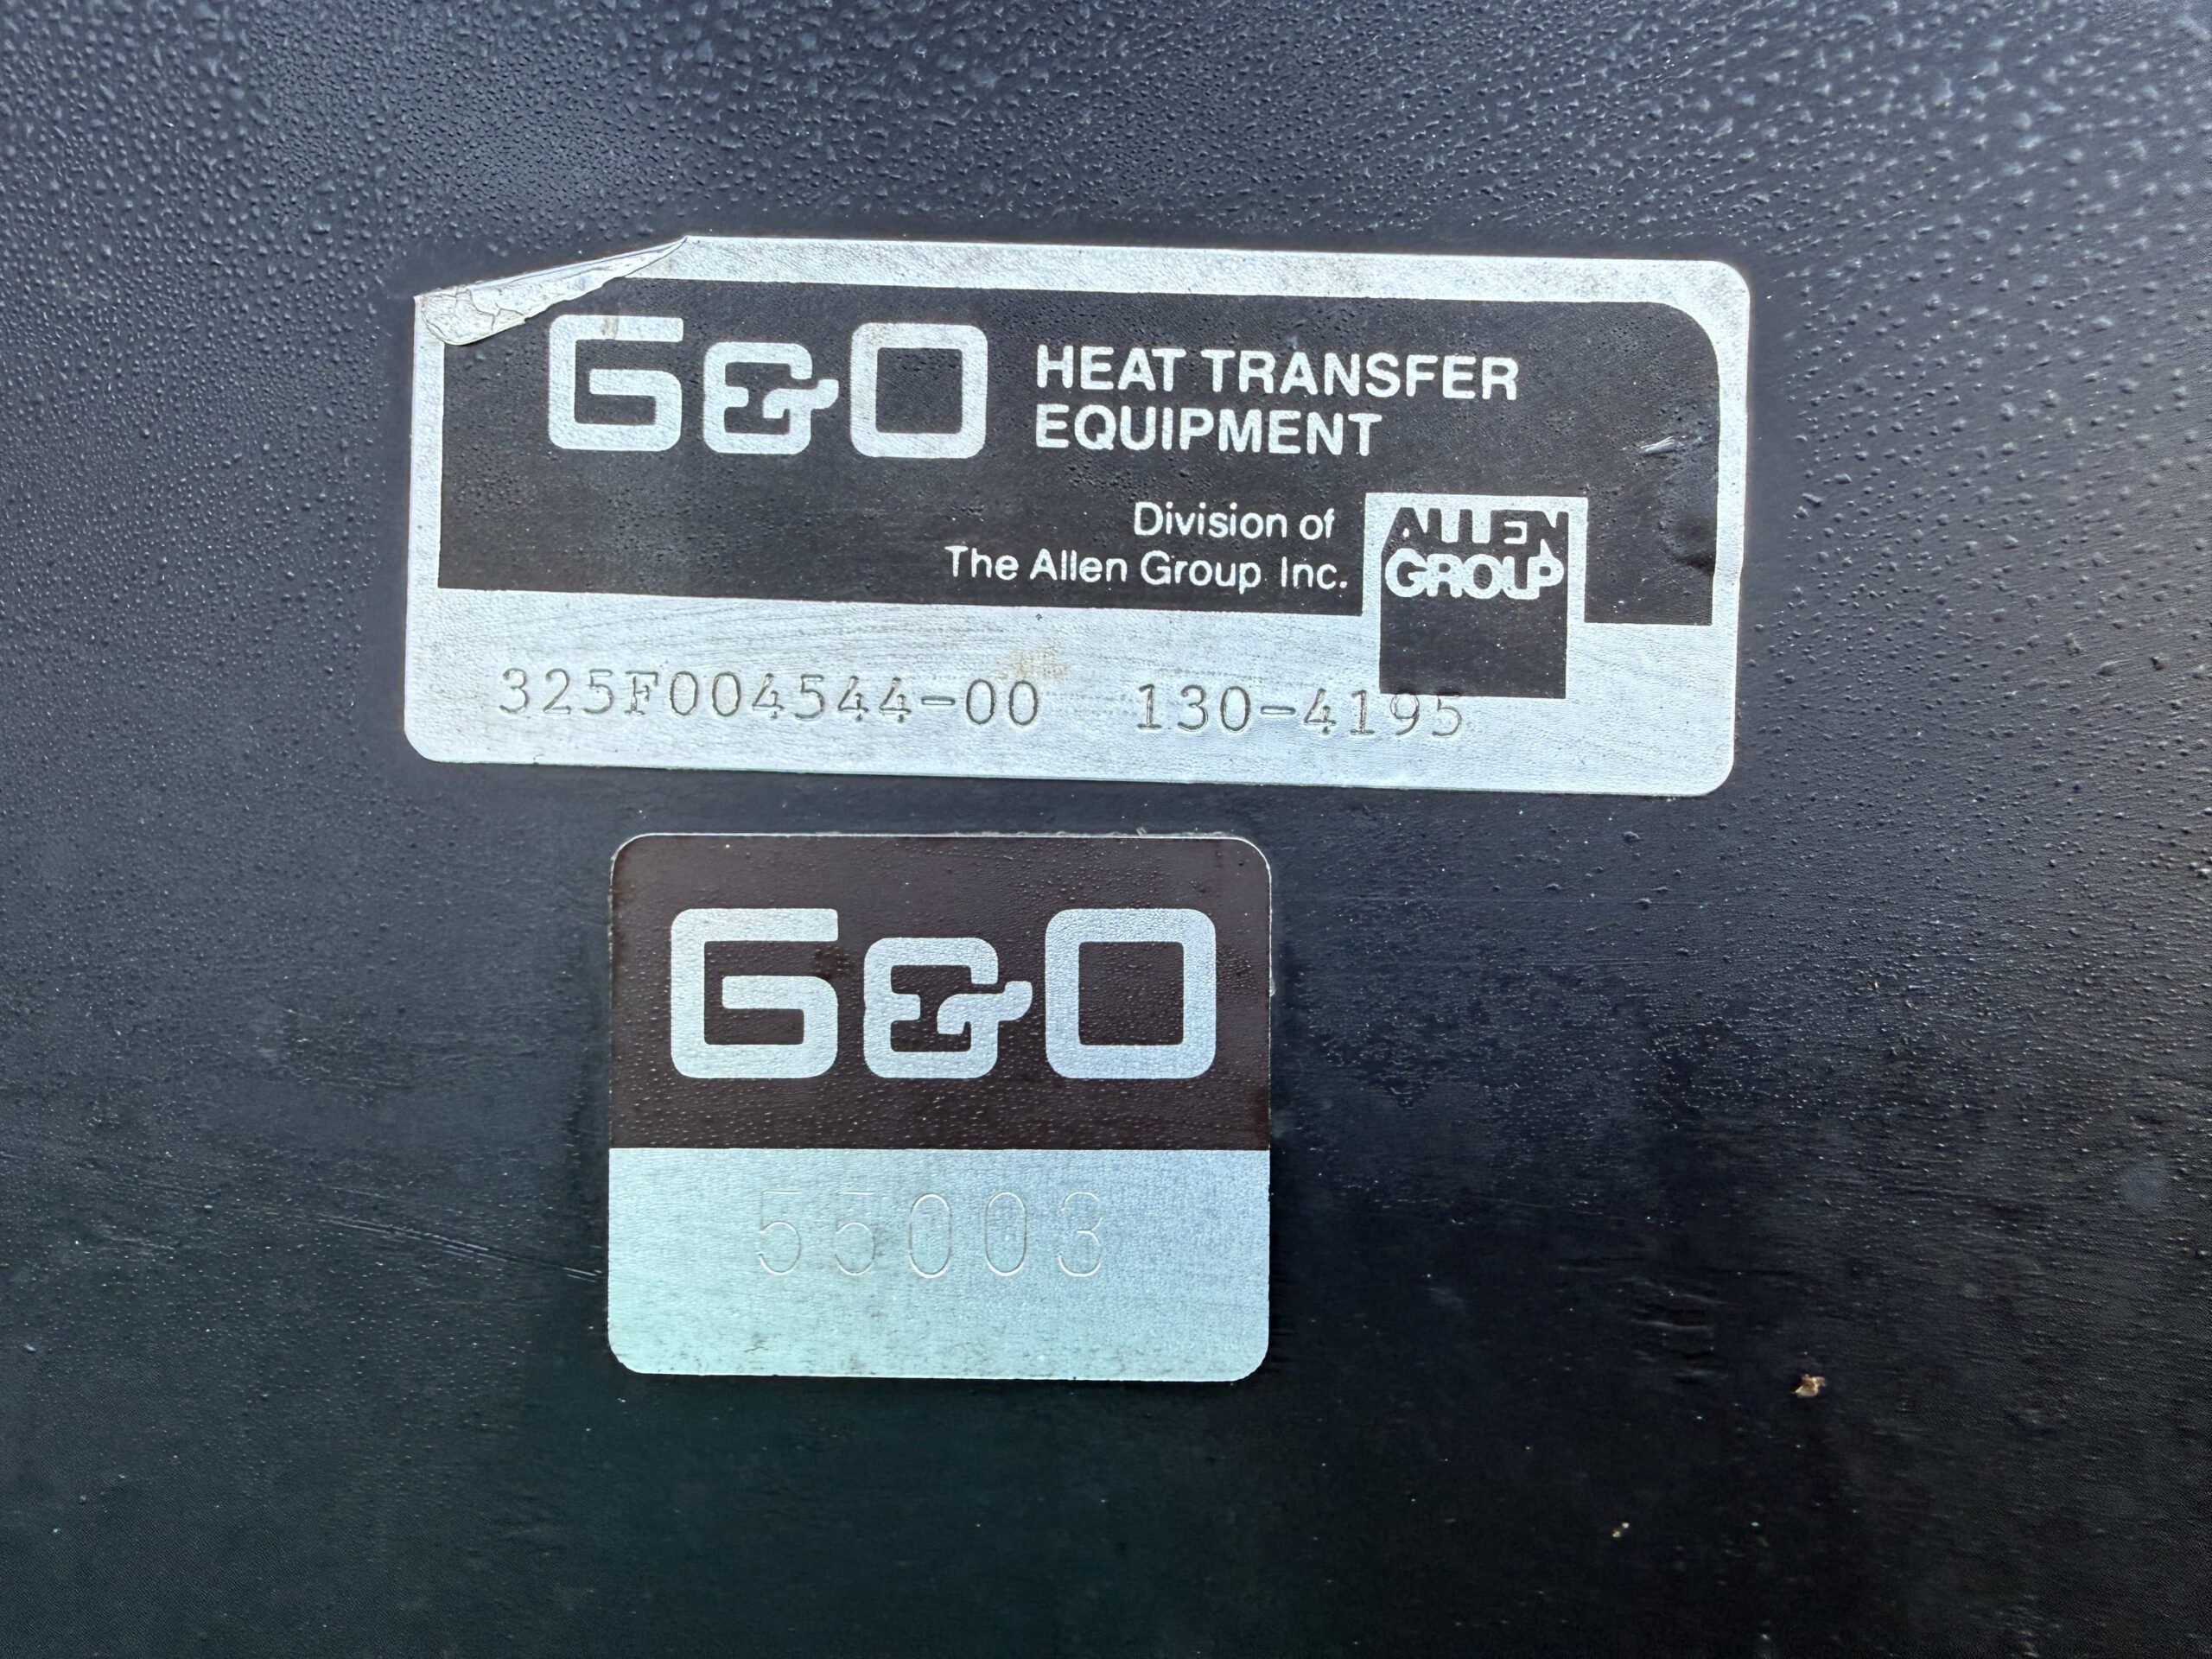 G&O HEAT TRANSFER
EQUIPMENT
Division of
The Allen Group Inc.
ALLEN
GROUP
325F004544-00 130-4195
G&O
55003